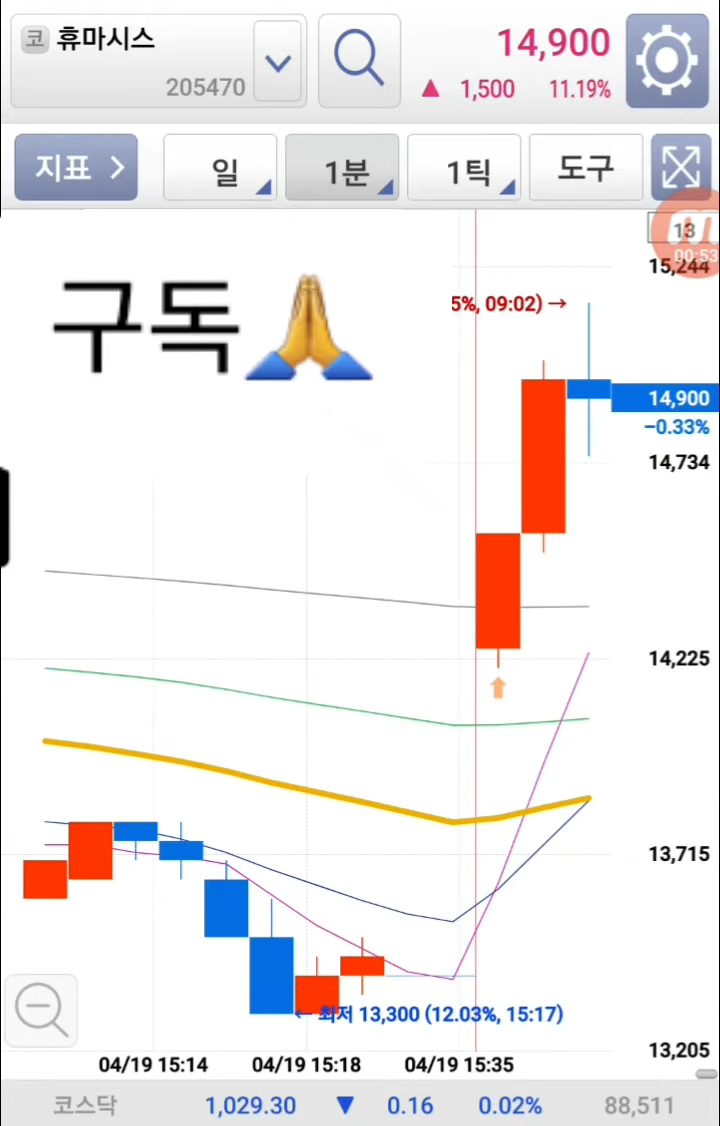 코 휴마시스
205470
14,900
▲ 1,500 11.19%
지표 >
일
1분
1틱
도구
13
00:53
15,244
구독🙏
5%, 09:02) →
14,900
−0.33%
14,734
14,225
13,715
← 최저 13,300 (12.03%, 15:17)
13,205
04/19 15:14 04/19 15:18 04/19 15:35
코스닥 1,029.30 ▼ 0.16 0.02% 88,511